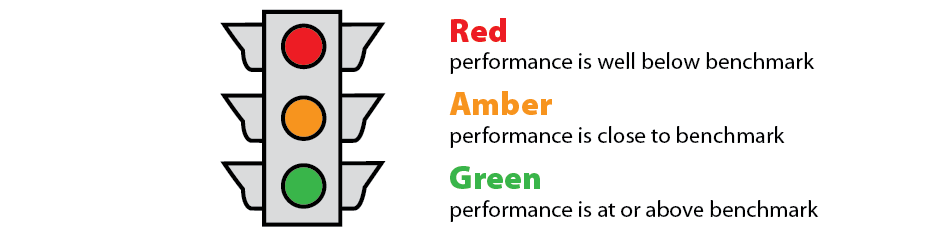 Red
performance is well below benchmark
Amber
performance is close to benchmark
Green
performance is at or above benchmark